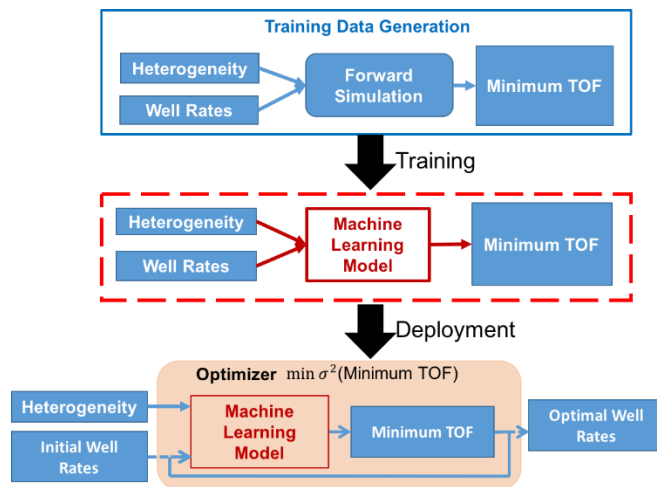 Training Data Generation
Heterogeneity
Well Rates
Forward
Simulation
Minimum TOF
Training
Heterogeneity
Well Rates
Machine
Learning
Model
Minimum TOF
Deployment
Optimizer min σ²(Minimum TOF)
Heterogeneity
Initial Well
Rates
Machine
Learning
Model
Minimum TOF
Optimal Well
Rates